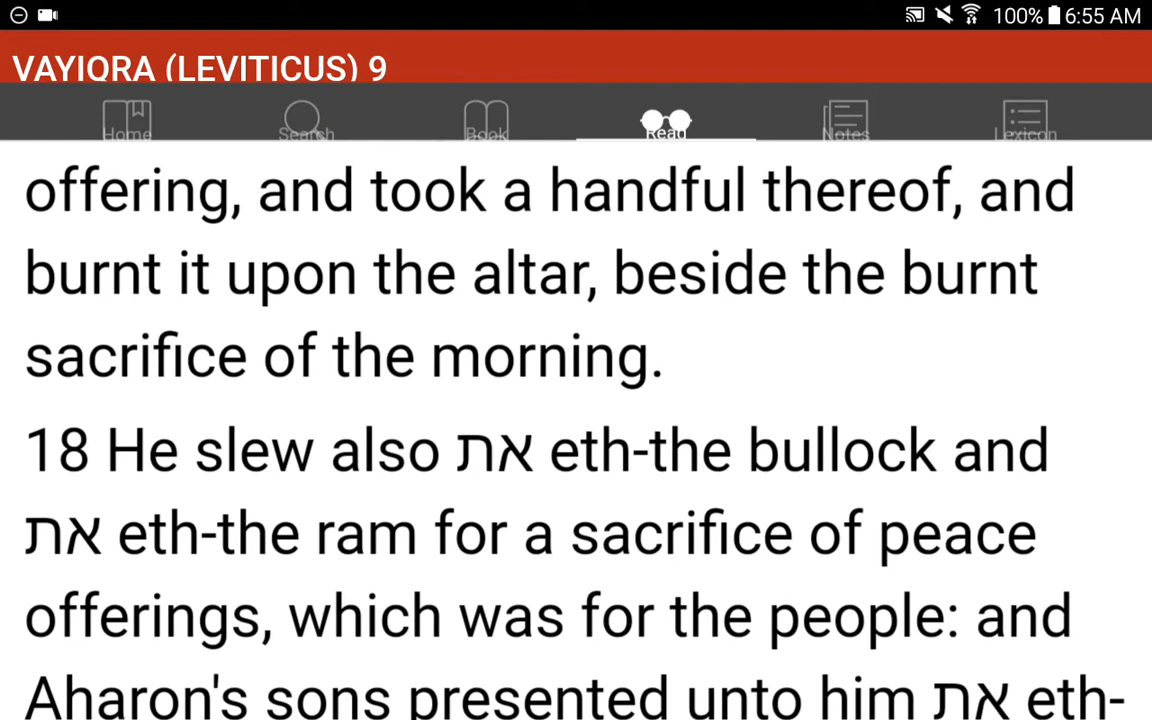 100% 6:55 AM
VAYIQRA (LEVITICUS) 9
Home Search Book Read Notes Lexicon
offering, and took a handful thereof, and
burnt it upon the altar, beside the burnt
sacrifice of the morning.
18 He slew also את eth-the bullock and
את eth-the ram for a sacrifice of peace
offerings, which was for the people: and
Aharon's sons presented unto him את eth-